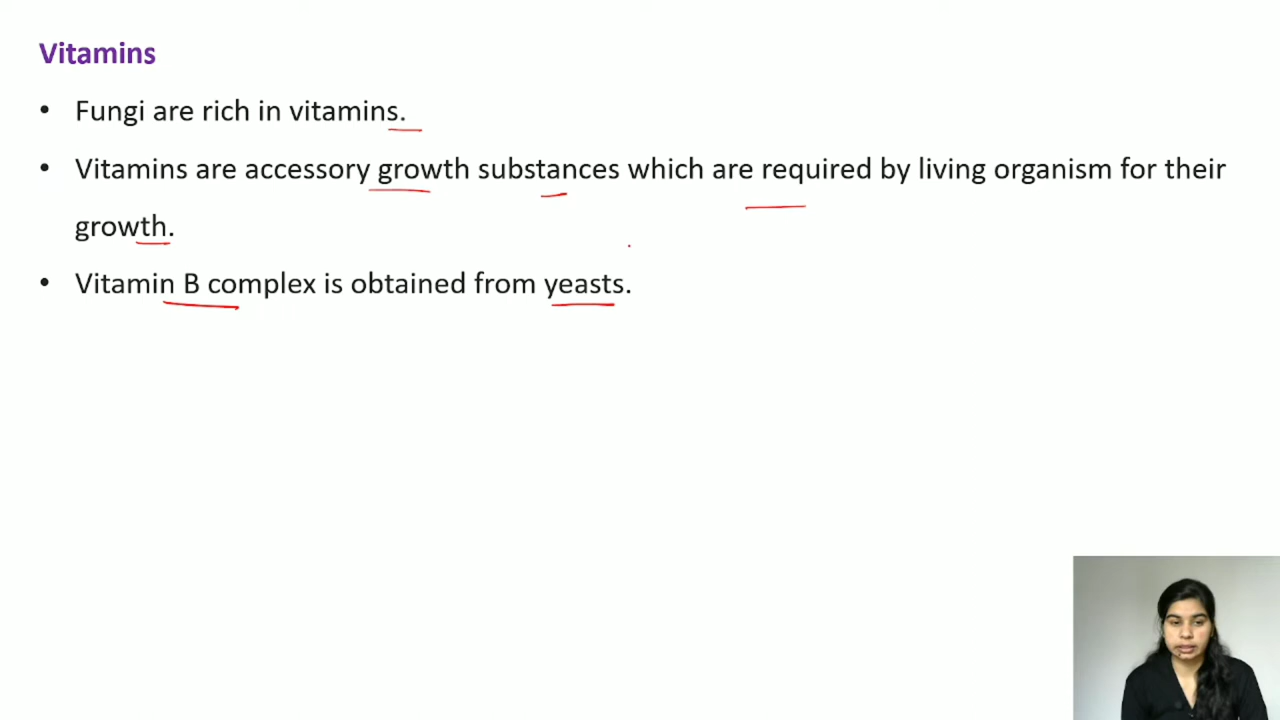 Vitamins
• Fungi are rich in vitamins.
• Vitamins are accessory growth substances which are required by living organism for their
growth.
• Vitamin B complex is obtained from yeasts.